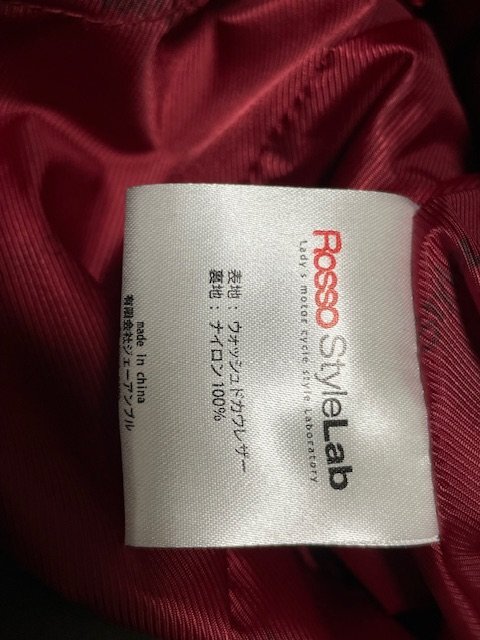 Rosso StyleLab
Lady's motor cycle style Laboratory
表地：ウォッシュドカウレザー
裏地：ナイロン100%
made in china
有限会社ジェーアンブル